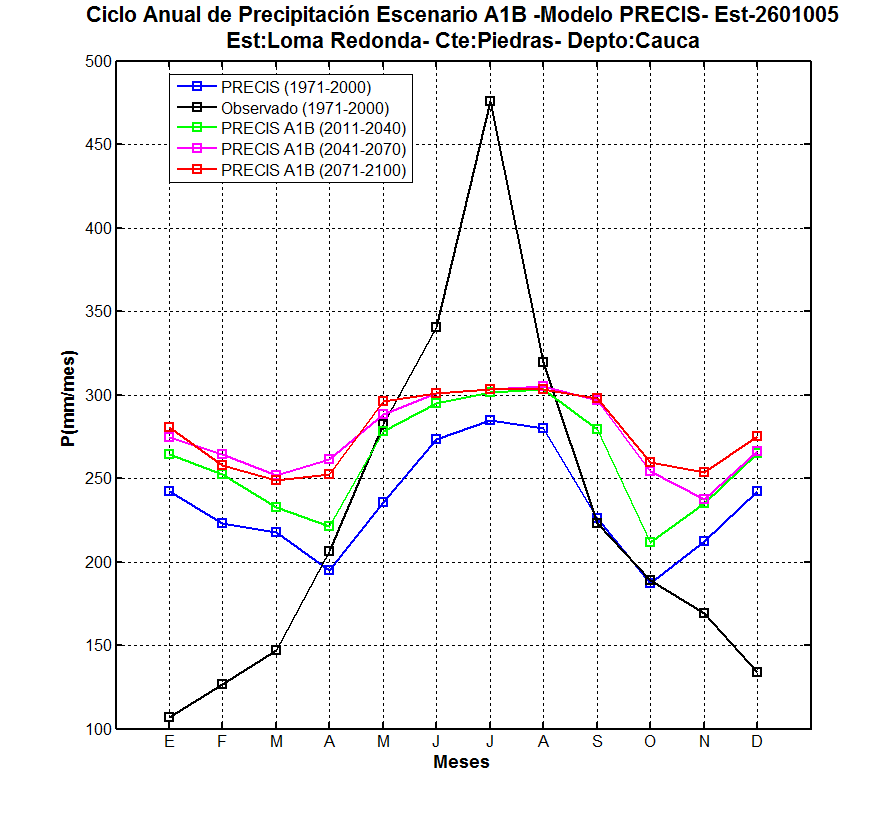 Ciclo Anual de Precipitación Escenario A1B -Modelo PRECIS- Est-2601005
Est:Loma Redonda- Cte:Piedras- Depto:Cauca
500
PRECIS (1971-2000)
Observado (1971-2000)
PRECIS A1B (2011-2040)
PRECIS A1B (2041-2070)
PRECIS A1B (2071-2100)
450
400
350
300
250
200
150
100
P(mm/mes)
E F M A M J J A S O N D
Meses